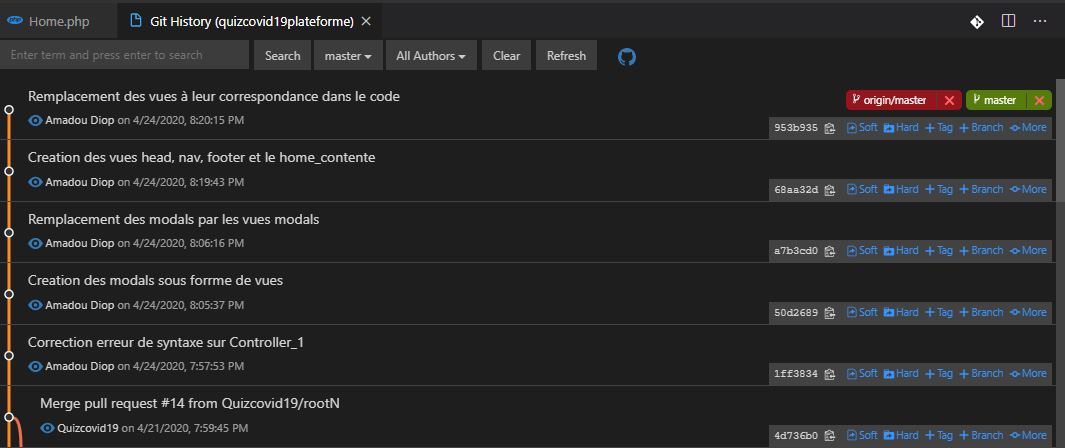 php Home.php
Git History (quizcovid19plateforme)
Enter term and press enter to search
Search
master
All Authors
Clear
Refresh
Remplacement des vues à leur correspondance dans le code
origin/master
master
Amadou Diop on 4/24/2020, 8:20:15 PM
953b935 Soft Hard + Tag + Branch More
Creation des vues head, nav, footer et le home_contente
Amadou Diop on 4/24/2020, 8:19:43 PM
68aa32d Soft Hard + Tag + Branch More
Remplacement des modals par les vues modals
Amadou Diop on 4/24/2020, 8:06:16 PM
a7b3cd0 Soft Hard + Tag + Branch More
Creation des modals sous forrme de vues
Amadou Diop on 4/24/2020, 8:05:37 PM
50d2689 Soft Hard + Tag + Branch More
Correction erreur de syntaxe sur Controller_1
Amadou Diop on 4/24/2020, 7:57:53 PM
1ff3834 Soft Hard + Tag + Branch More
Merge pull request #14 from Quizcovid19/rootN
Quizcovid19 on 4/21/2020, 7:59:45 PM
4d736b0 Soft Hard + Tag + Branch More